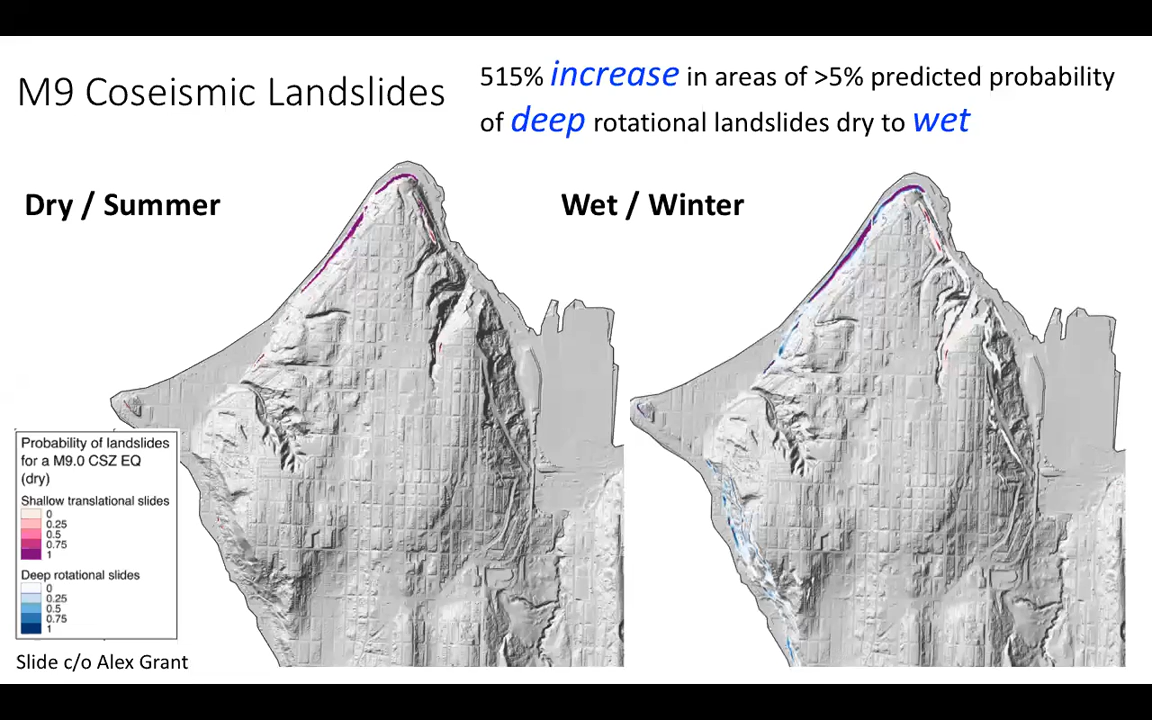 M9 Coseismic Landslides
515% increase in areas of >5% predicted probability
of deep rotational landslides dry to wet
Dry / Summer
Wet / Winter
Probability of landslides
for a M9.0 CSZ EQ
(dry)
Shallow translational slides
0
0.25
0.5
0.75
1
Deep rotational slides
0
0.25
0.5
0.75
1
Slide c/o Alex Grant